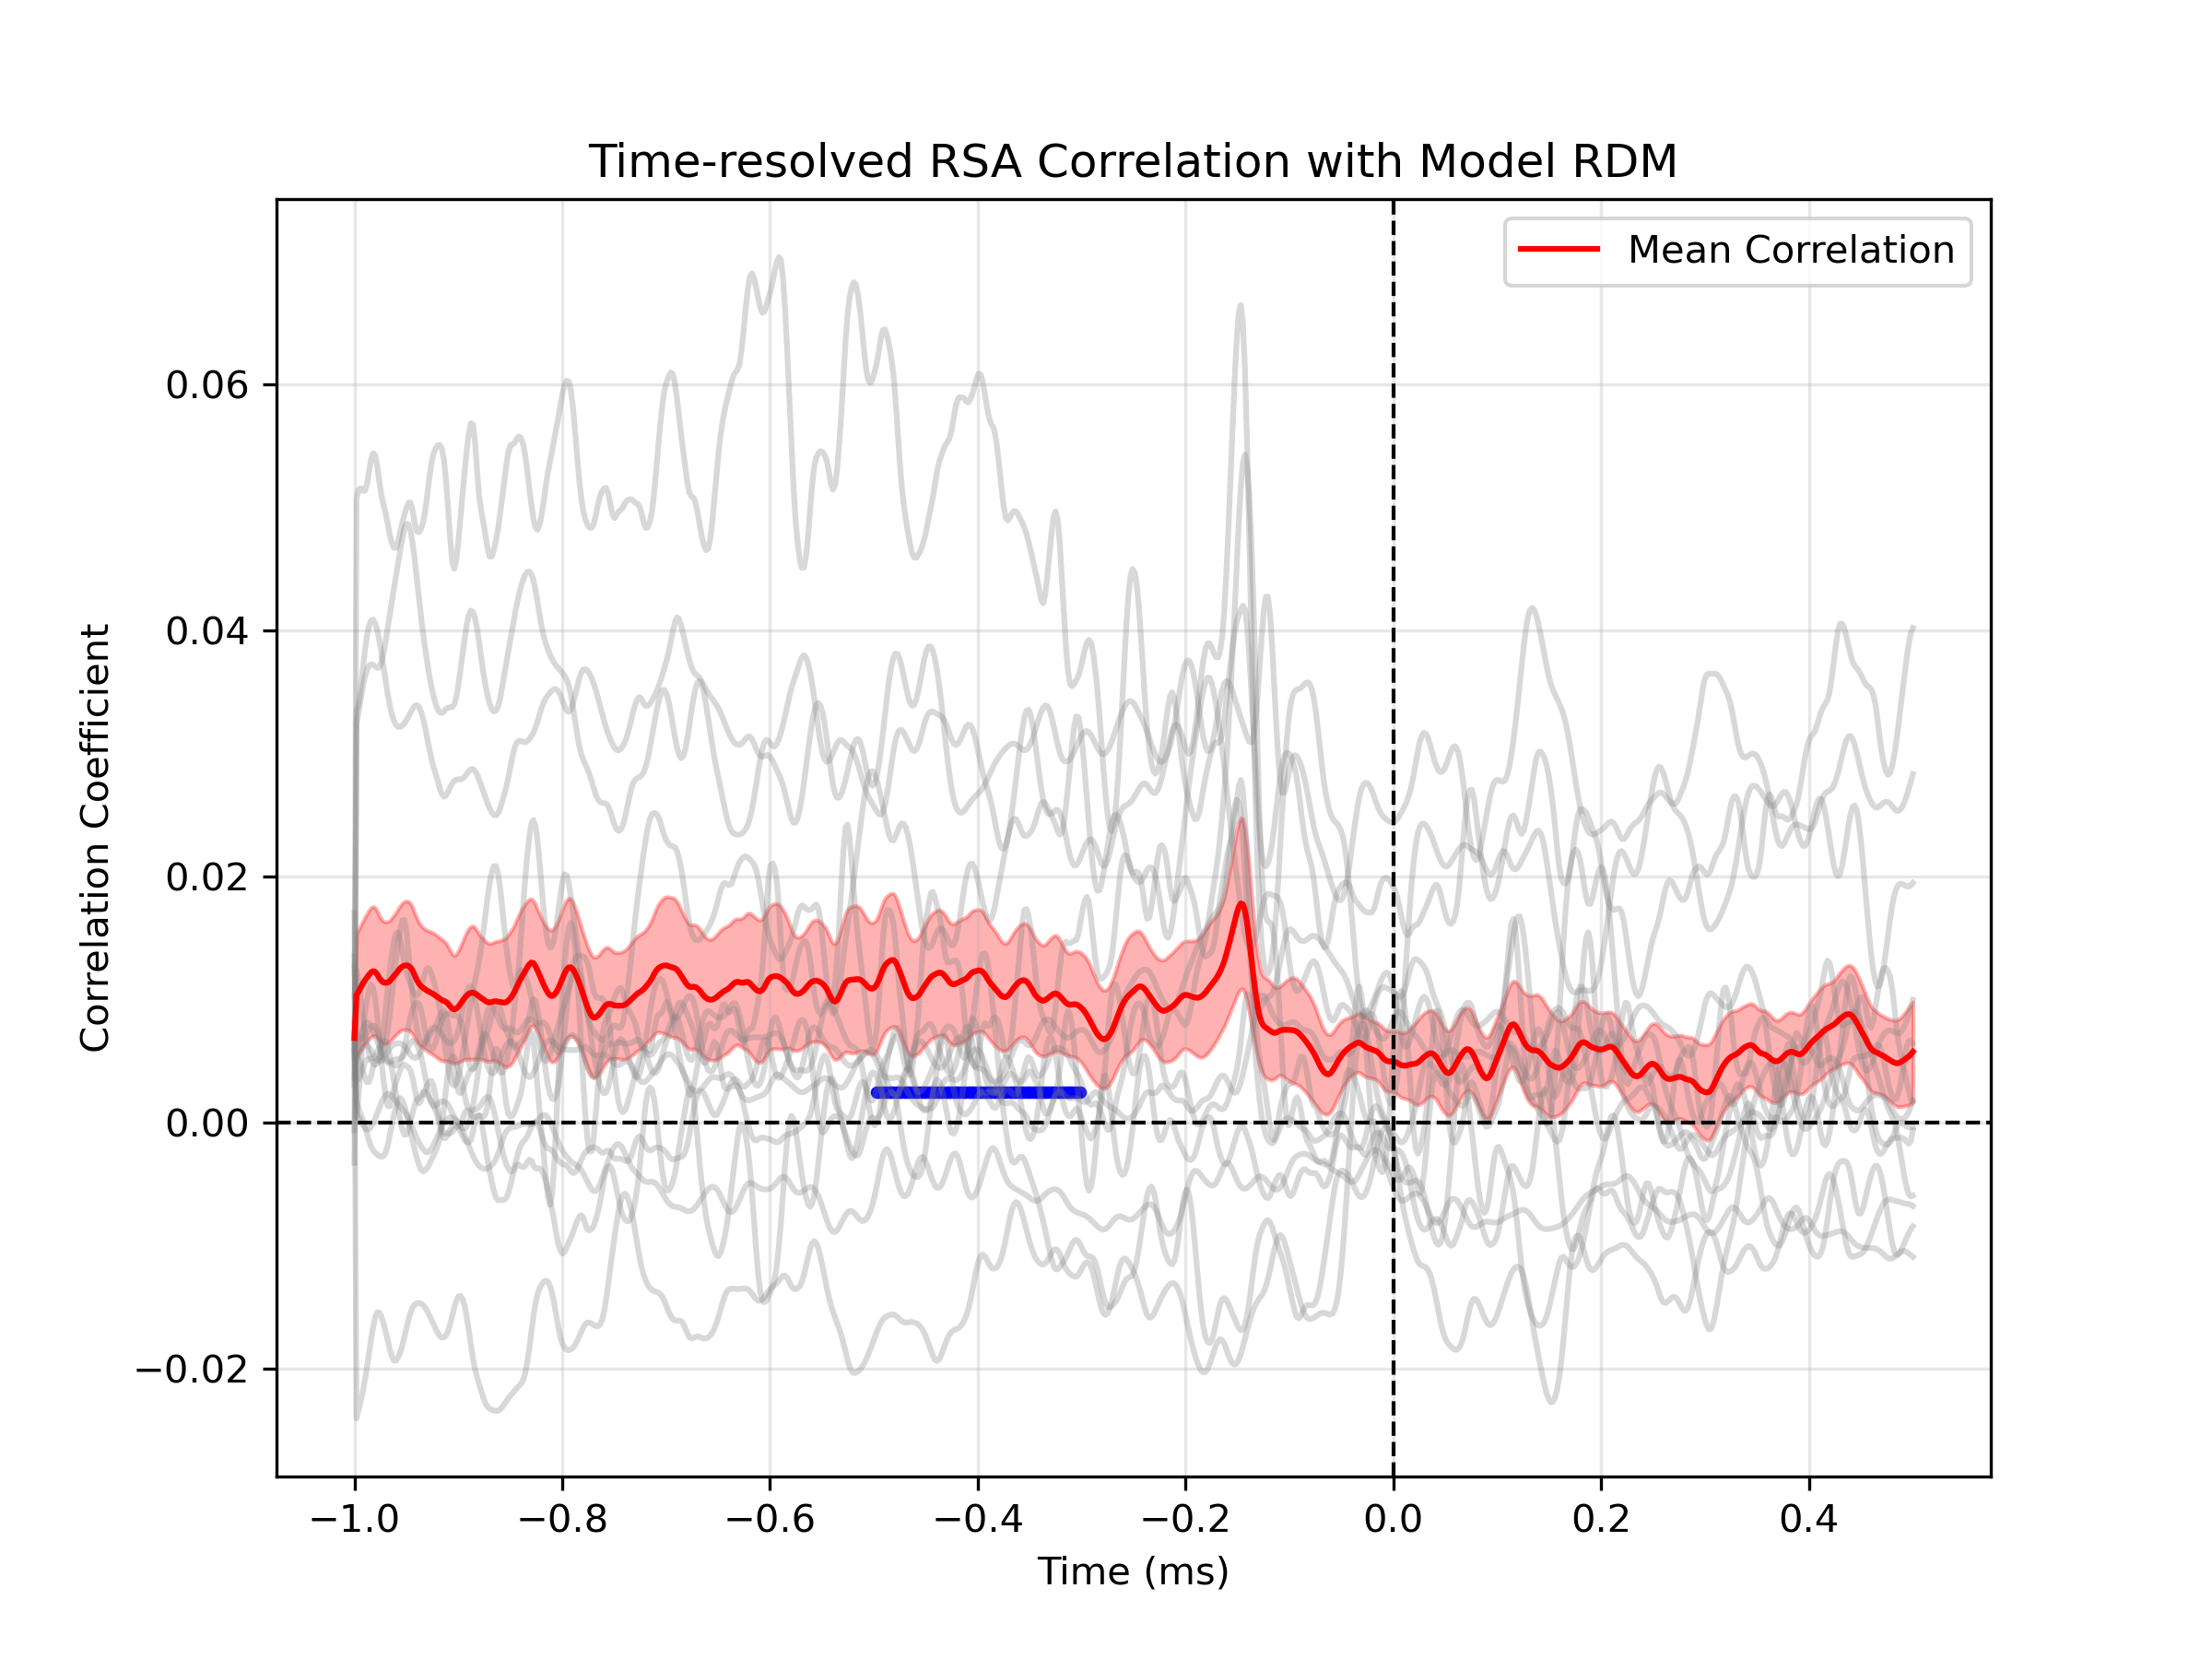 Time-resolved RSA Correlation with Model RDM
Mean Correlation
Correlation Coefficient
0.06
0.04
0.02
0.00
−0.02
−1.0 −0.8 −0.6 −0.4 −0.2 0.0 0.2 0.4
Time (ms)